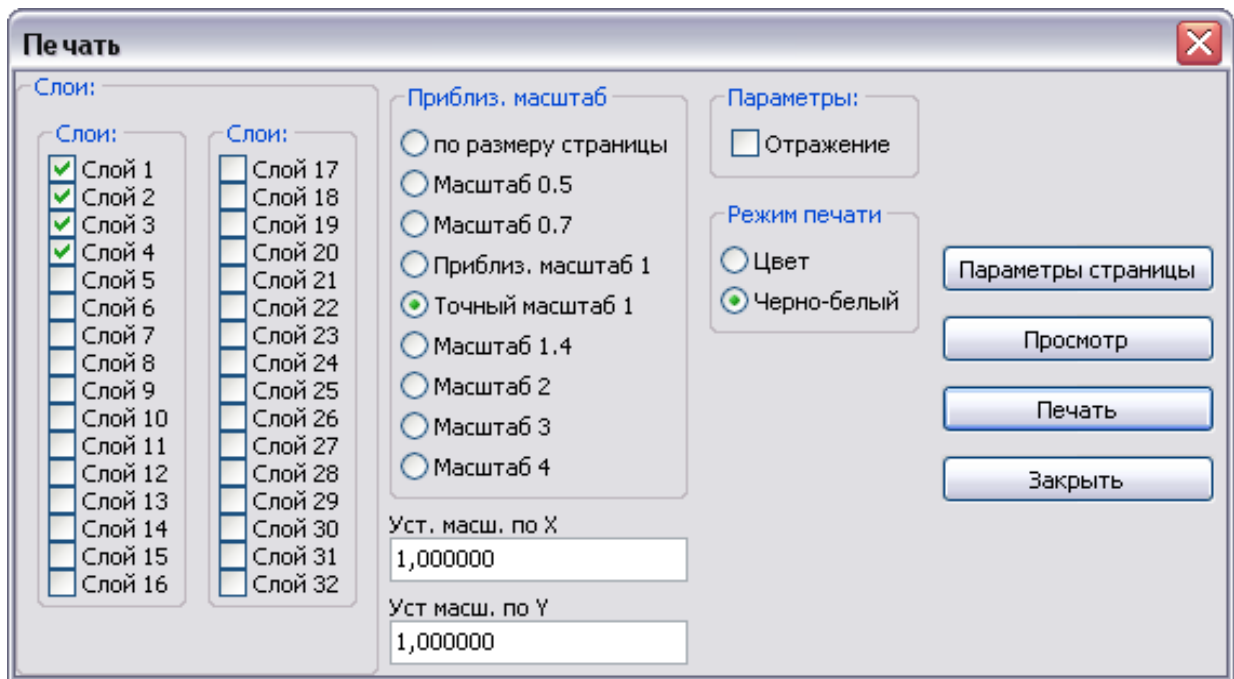 Печать
Слои:
Слои:
Слой 1
Слой 2
Слой 3
Слой 4
Слой 5
Слой 6
Слой 7
Слой 8
Слой 9
Слой 10
Слой 11
Слой 12
Слой 13
Слой 14
Слой 15
Слой 16
Слои:
Слой 17
Слой 18
Слой 19
Слой 20
Слой 21
Слой 22
Слой 23
Слой 24
Слой 25
Слой 26
Слой 27
Слой 28
Слой 29
Слой 30
Слой 31
Слой 32
Приблиз. масштаб
по размеру страницы
Масштаб 0.5
Масштаб 0.7
Приблиз. масштаб 1
Точный масштаб 1
Масштаб 1.4
Масштаб 2
Масштаб 3
Масштаб 4
Уст. масш. по X
1,000000
Уст масш. по Y
1,000000
Параметры:
Отражение
Режим печати
Цвет
Черно-белый
Параметры страницы
Просмотр
Печать
Закрыть